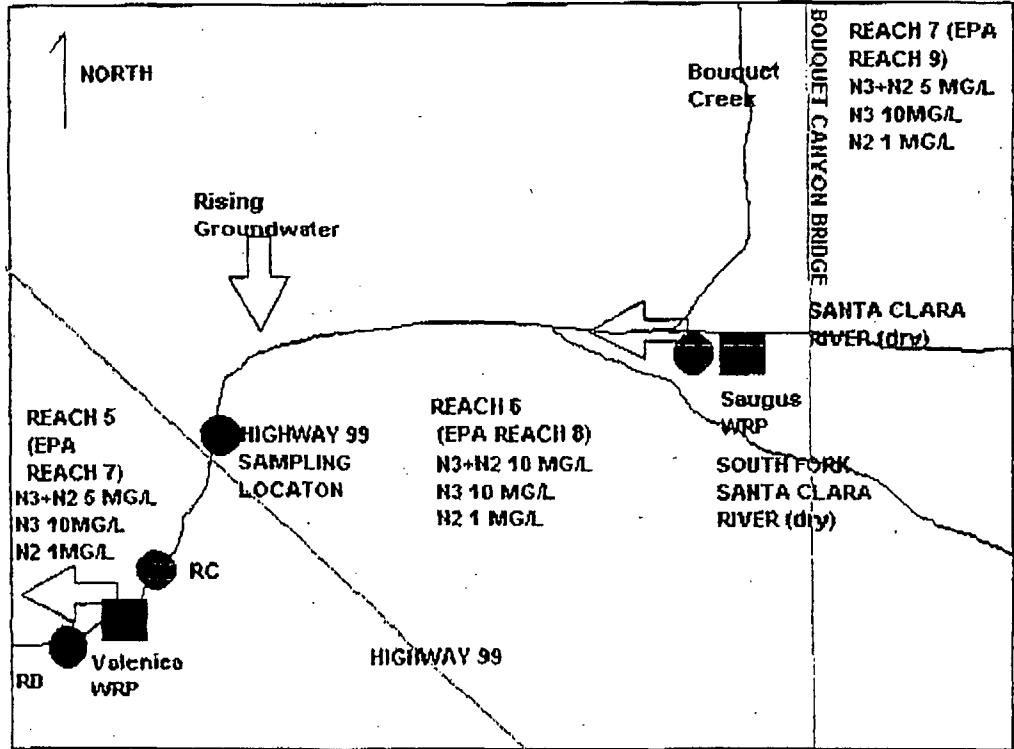 NORTH
Bouquet
Creek
BOUQUET CANYON BRIDGE
REACH 7 (EPA
REACH 9)
N3+N2 5 MG/L
N3 10MG/L
N2 1 MG/L
Rising
Groundwater
SANTA CLARA
RIVER (dry)
Saugus
WRP
SOUTH FORK
SANTA CLARA
RIVER (dry)
REACH 6
(EPA REACH 8)
N3+N2 10 MG/L
N3 10 MG/L
N2 1 MG/L
HIGHWAY 99
SAMPLING
LOCATON
REACH 5
(EPA
REACH 7)
N3+N2 5 MG/L
N3 10MG/L
N2 1MG/L
RC
HIGHWAY 99
Valenica
WRP
RD